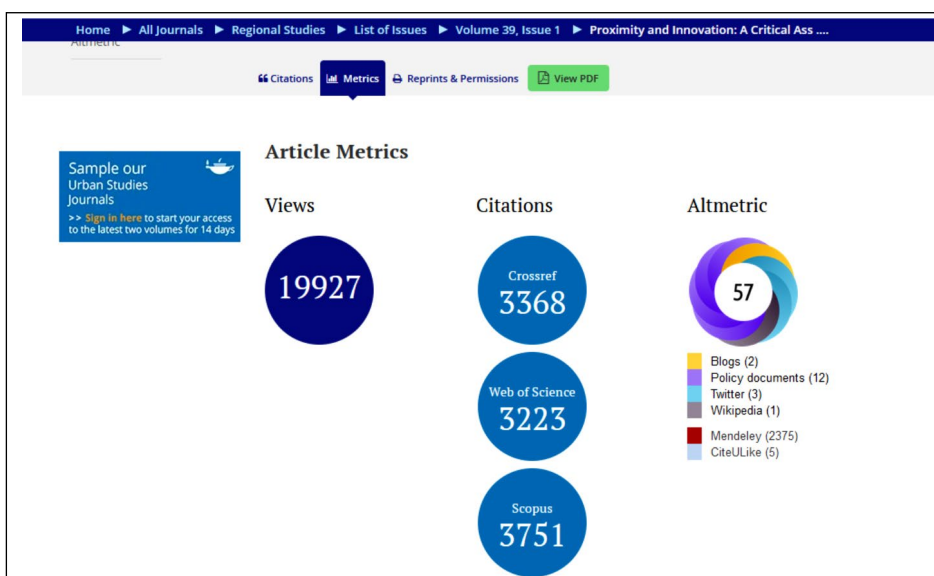 Home ▶ All Journals ▶ Regional Studies ▶ List of Issues ▶ Volume 39, Issue 1 ▶ Proximity and Innovation: A Critical Ass ....
Altmetric
Citations Metrics Reprints & Permissions View PDF
Sample our
Urban Studies
Journals
>> Sign in here to start your access
to the latest two volumes for 14 days
Article Metrics
Views
19927
Citations
Crossref
3368
Web of Science
3223
Scopus
3751
Altmetric
57
Blogs (2)
Policy documents (12)
Twitter (3)
Wikipedia (1)
Mendeley (2375)
CiteULike (5)